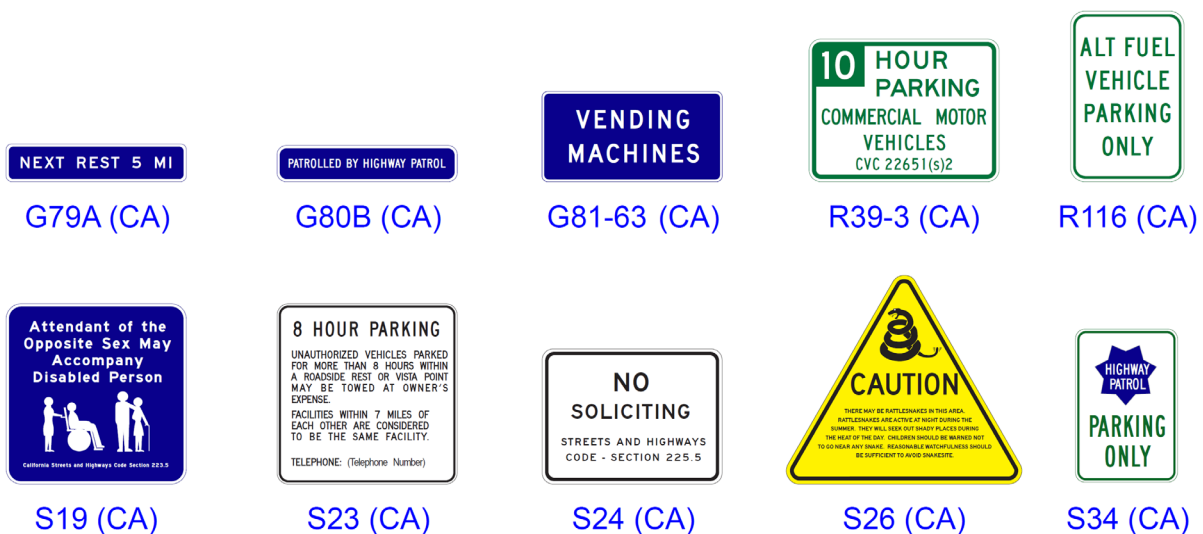 NEXT REST 5 MI
G79A (CA)
PATROLLED BY HIGHWAY PATROL
G80B (CA)
VENDING
MACHINES
G81-63 (CA)
10 HOUR
PARKING
COMMERCIAL MOTOR
VEHICLES
CVC 22651(s)2
R39-3 (CA)
ALT FUEL
VEHICLE
PARKING
ONLY
R116 (CA)
Attendant of the
Opposite Sex May
Accompany
Disabled Person
California Streets and Highways Code Section 223.5
S19 (CA)
8 HOUR PARKING
UNAUTHORIZED VEHICLES PARKED
FOR MORE THAN 8 HOURS WITHIN
A ROADSIDE REST OR VISTA POINT
MAY BE TOWED AT OWNER'S
EXPENSE.
FACILITIES WITHIN 7 MILES OF
EACH OTHER ARE CONSIDERED
TO BE THE SAME FACILITY.
TELEPHONE: (Telephone Number)
S23 (CA)
NO
SOLICITING
STREETS AND HIGHWAYS
CODE - SECTION 225.5
S24 (CA)
CAUTION
THERE MAY BE RATTLESNAKES IN THIS AREA.
RATTLESNAKES ARE ACTIVE AT NIGHT DURING THE
SUMMER. THEY WILL SEEK OUT SHADY PLACES DURING
THE HEAT OF THE DAY. CHILDREN SHOULD BE WARNED NOT
TO GO NEAR ANY SNAKE. REASONABLE WATCHFULNESS SHOULD
BE SUFFICIENT TO AVOID SNAKESITE.
S26 (CA)
HIGHWAY
PATROL
PARKING
ONLY
S34 (CA)